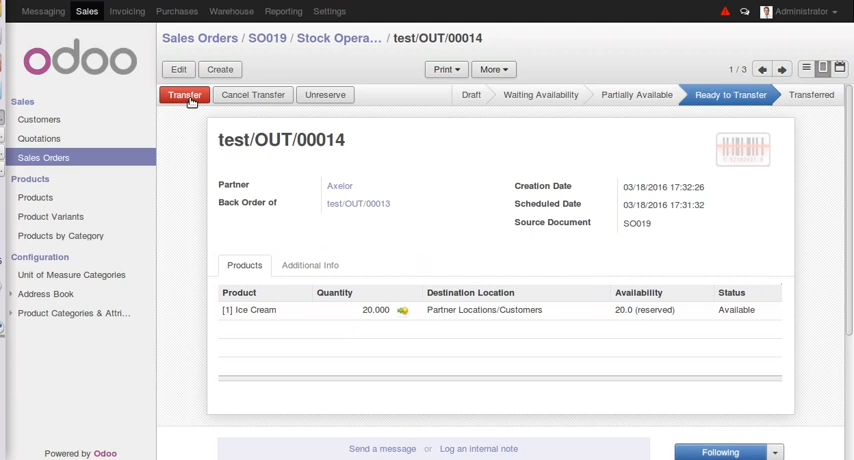 Messaging Sales Invoicing Purchases Warehouse Reporting Settings Administrator
odoo
Sales Orders / SO019 / Stock Opera... / test/OUT/00014
Edit Create Print More 1 / 3
Transfer Cancel Transfer Unreserve Draft Waiting Availability Partially Available Ready to Transfer Transferred
Sales
Customers
Quotations
Sales Orders
Products
Products
Product Variants
Products by Category
Configuration
Unit of Measure Categories
Address Book
Product Categories & Attri...
Powered by Odoo
test/OUT/00014
Partner Axelor
Back Order of test/OUT/00013
Creation Date 03/18/2016 17:32:26
Scheduled Date 03/18/2016 17:31:32
Source Document SO019
Products Additional Info
Product Quantity Destination Location Availability Status
[1] Ice Cream 20.000 Partner Locations/Customers 20.0 (reserved) Available
Send a message or Log an internal note
Following